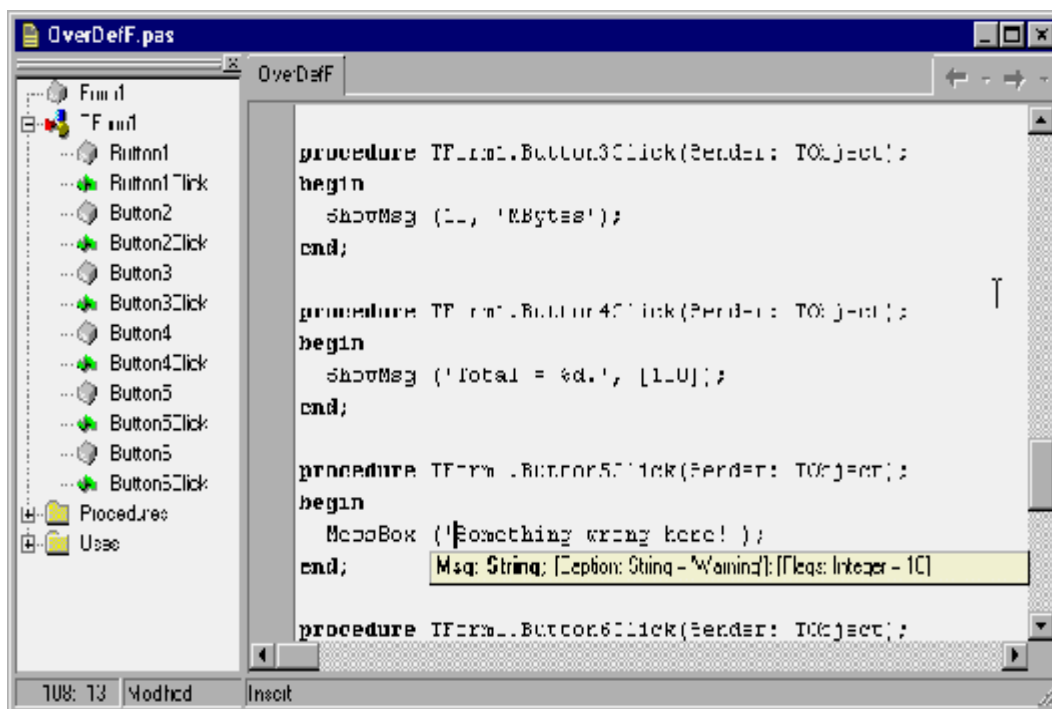 OverDefF.pas
OverDefF
Form1
TForm1
Button1
Button1Click
Button2
Button2Click
Button3
Button3Click
Button4
Button4Click
Button5
Button5Click
Button6
Button6Click
Procedures
Uses
procedure TForm1.Button3Click(Sender: TObject);
begin
ShowMsg ( 'MBytes');
end;
procedure TForm1.Button4Click(Sender: TObject);
begin
ShowMsg ('Total = %d.',
end;
procedure TForm1.Button5Click(Sender: TObject);
begin
MessBox ('Something wrong here!');
end;
Msg: String; [Caption: String = 'Warning']; [Flags: Integer =
procedure TForm1.Button6Click(Sender: TObject);
108: 13 Modified Insert